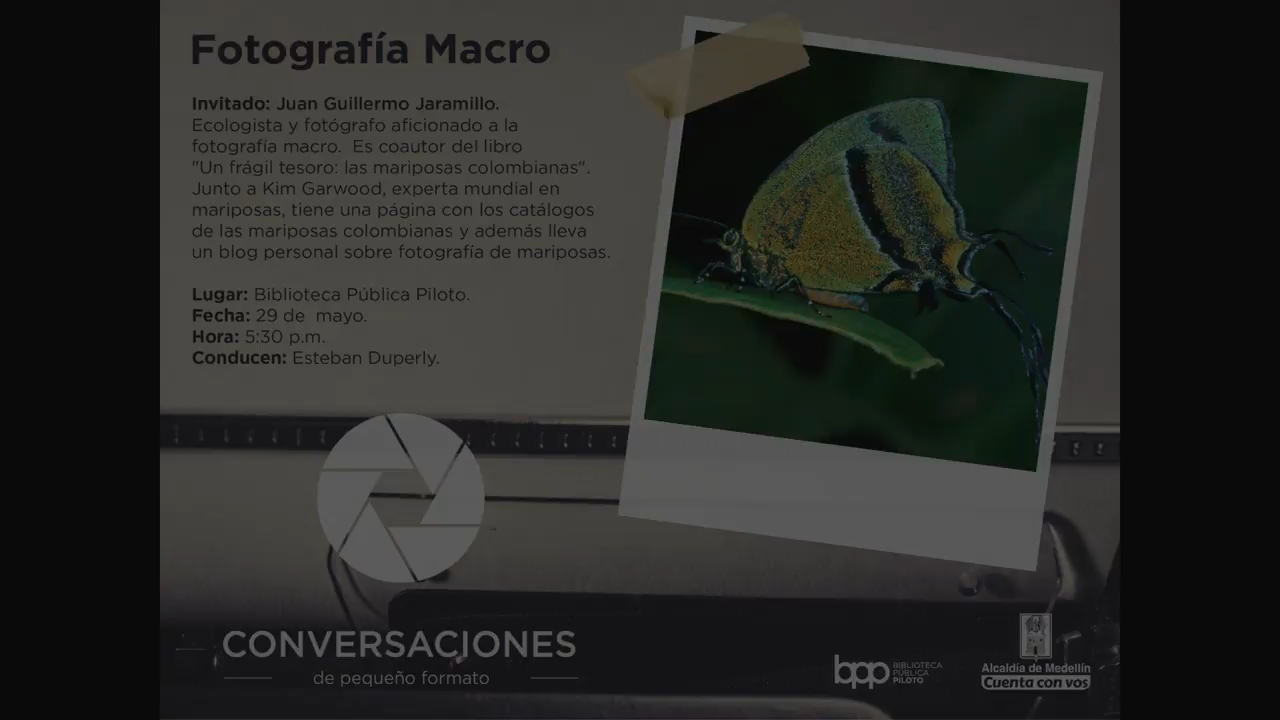 Fotografía Macro
Invitado: Juan Guillermo Jaramillo.
Ecologista y fotógrafo aficionado a la
fotografía macro. Es coautor del libro
"Un frágil tesoro: las mariposas colombianas".
Junto a Kim Garwood, experta mundial en
mariposas, tiene una página con los catálogos
de las mariposas colombianas y además lleva
un blog personal sobre fotografía de mariposas.
Lugar: Biblioteca Pública Piloto.
Fecha: 29 de mayo.
Hora: 5:30 p.m.
Conducen: Esteban Duperly.
CONVERSACIONES
de pequeño formato
bpp
BIBLIOTECA
PÚBLICA
PILOTO
Alcaldía de Medellín
Cuenta con vos